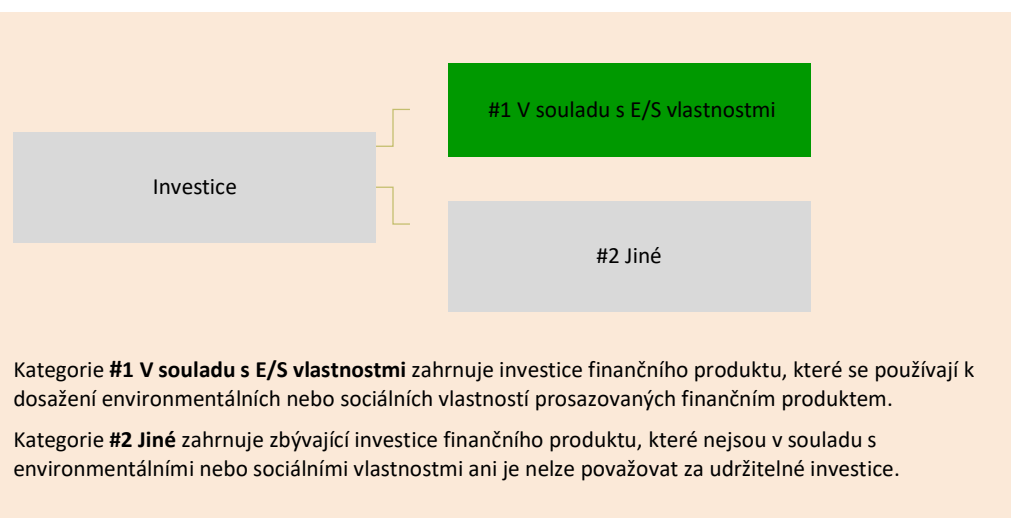 #1 V souladu s E/S vlastnostmi
Investice
#2 Jiné
Kategorie #1 V souladu s E/S vlastnostmi zahrnuje investice finančního produktu, které se používají k
dosažení environmentálních nebo sociálních vlastností prosazovaných finančním produktem.
Kategorie #2 Jiné zahrnuje zbývající investice finančního produktu, které nejsou v souladu s
environmentálními nebo sociálními vlastnostmi ani je nelze považovat za udržitelné investice.